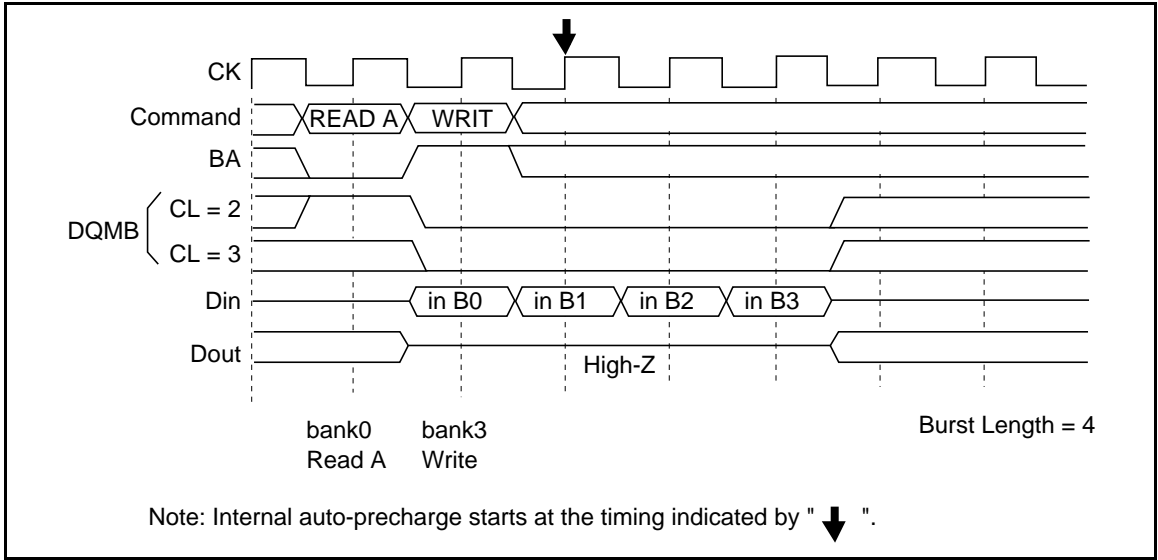 CK
Command READ A WRIT
BA
DQMB CL = 2
CL = 3
Din in B0 in B1 in B2 in B3
Dout High-Z
bank0 bank3 Burst Length = 4
Read A Write
Note: Internal auto-precharge starts at the timing indicated by " ".